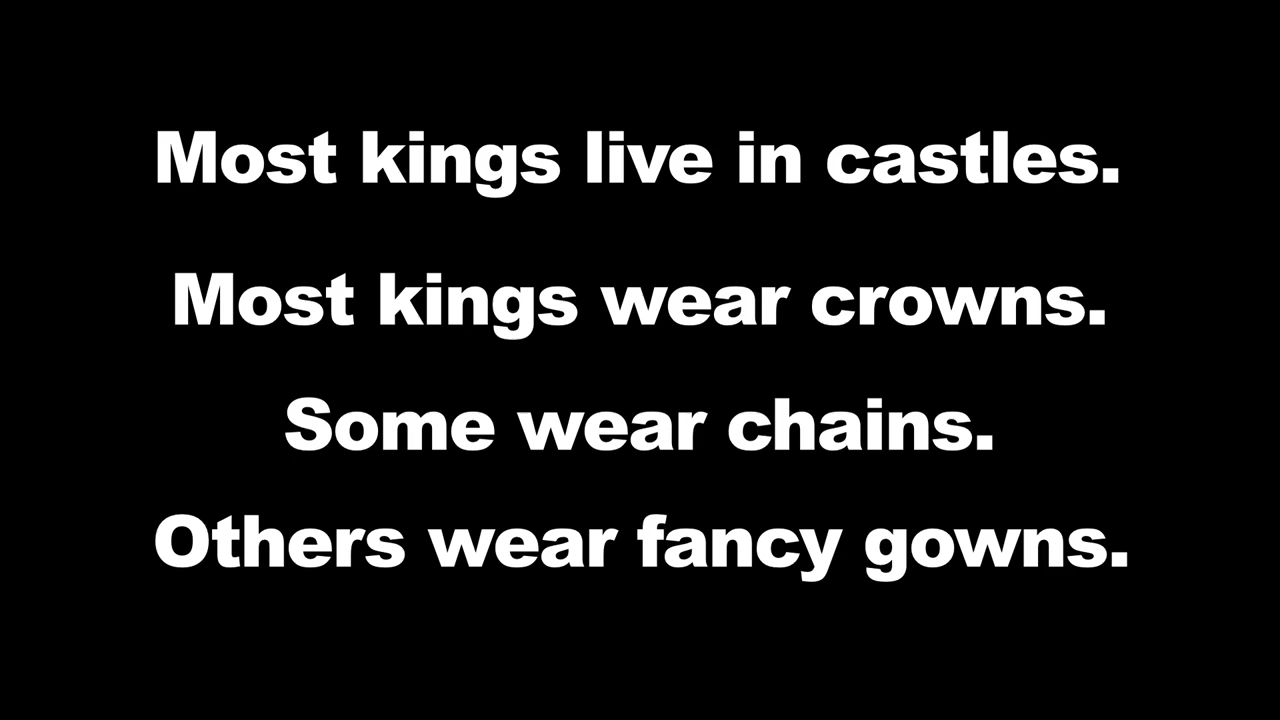 Most kings live in castles.
Most kings wear crowns.
Some wear chains.
Others wear fancy gowns.